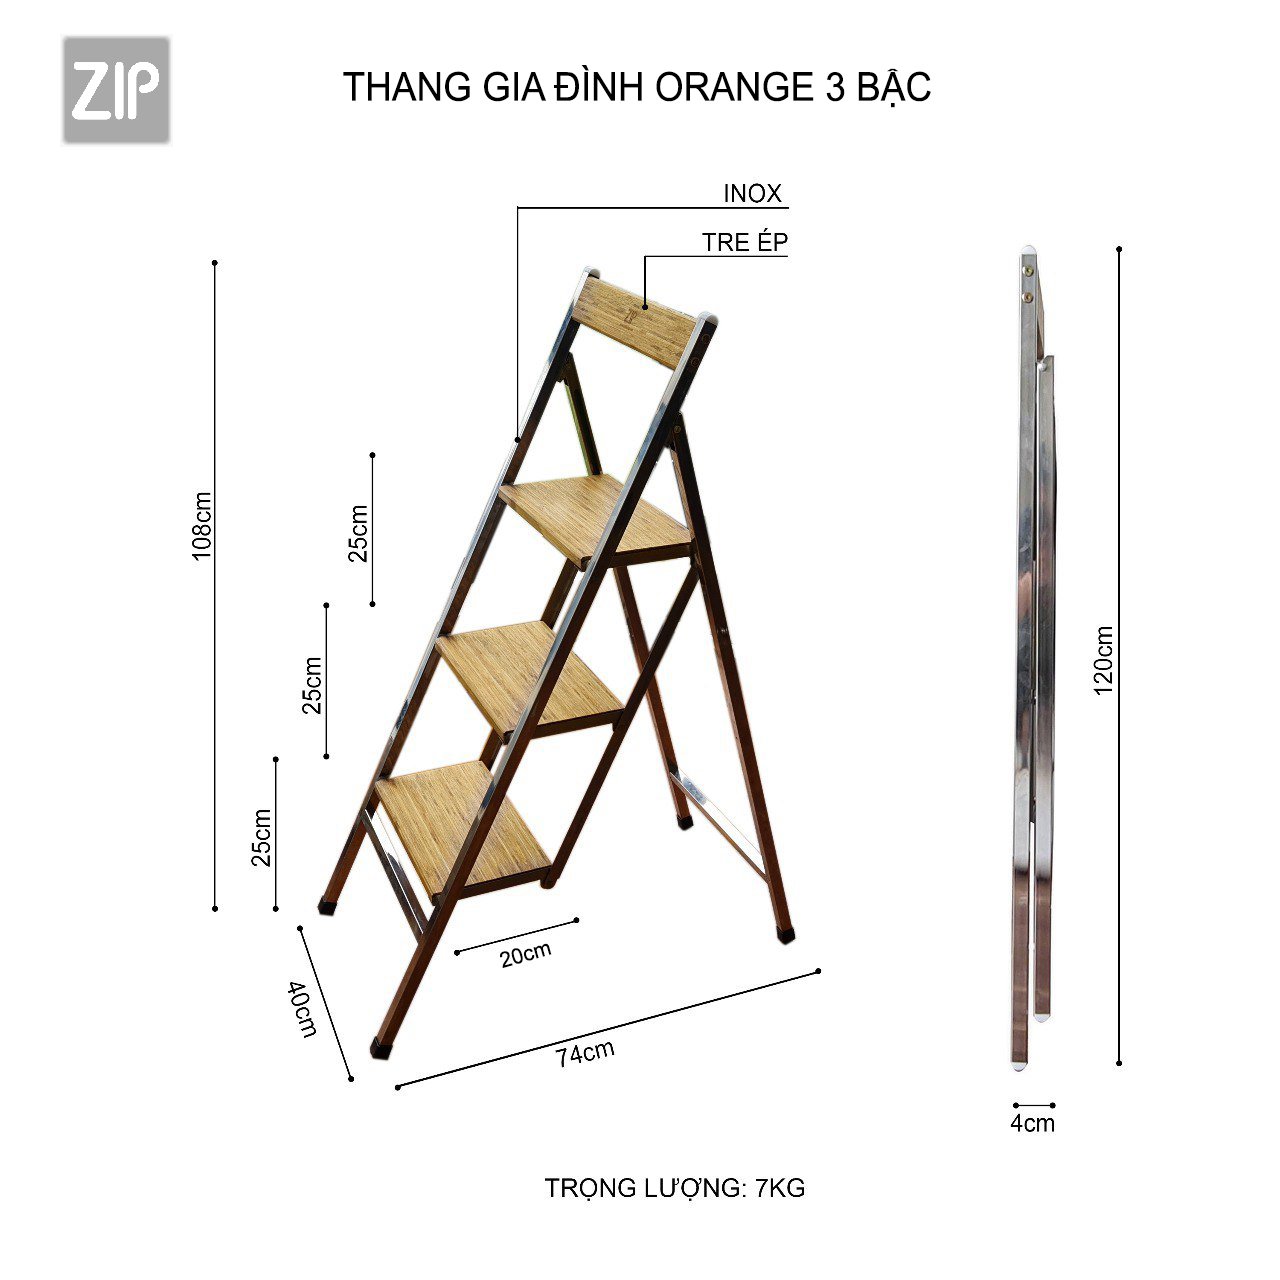 ZIP
THANG GIA ĐÌNH ORANGE 3 BẬC
INOX
TRE ÉP
ZIP
108cm
25cm
25cm
25cm
120cm
20cm
40cm
74cm
4cm
TRỌNG LƯỢNG: 7KG